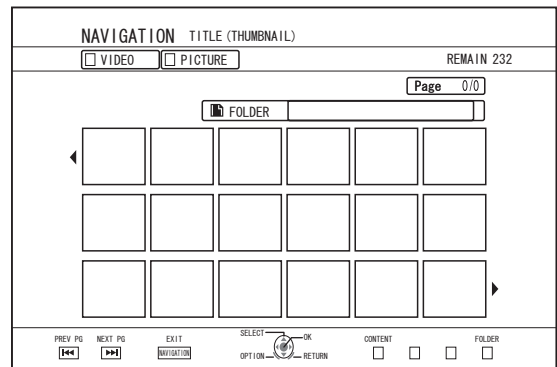 NAVIGATION TITLE (THUMBNAIL)
VIDEO PICTURE REMAIN 232
Page 0/0
FOLDER
PREV PG NEXT PG EXIT SELECT OK CONTENT FOLDER
NAVIGATION OPTION RETURN